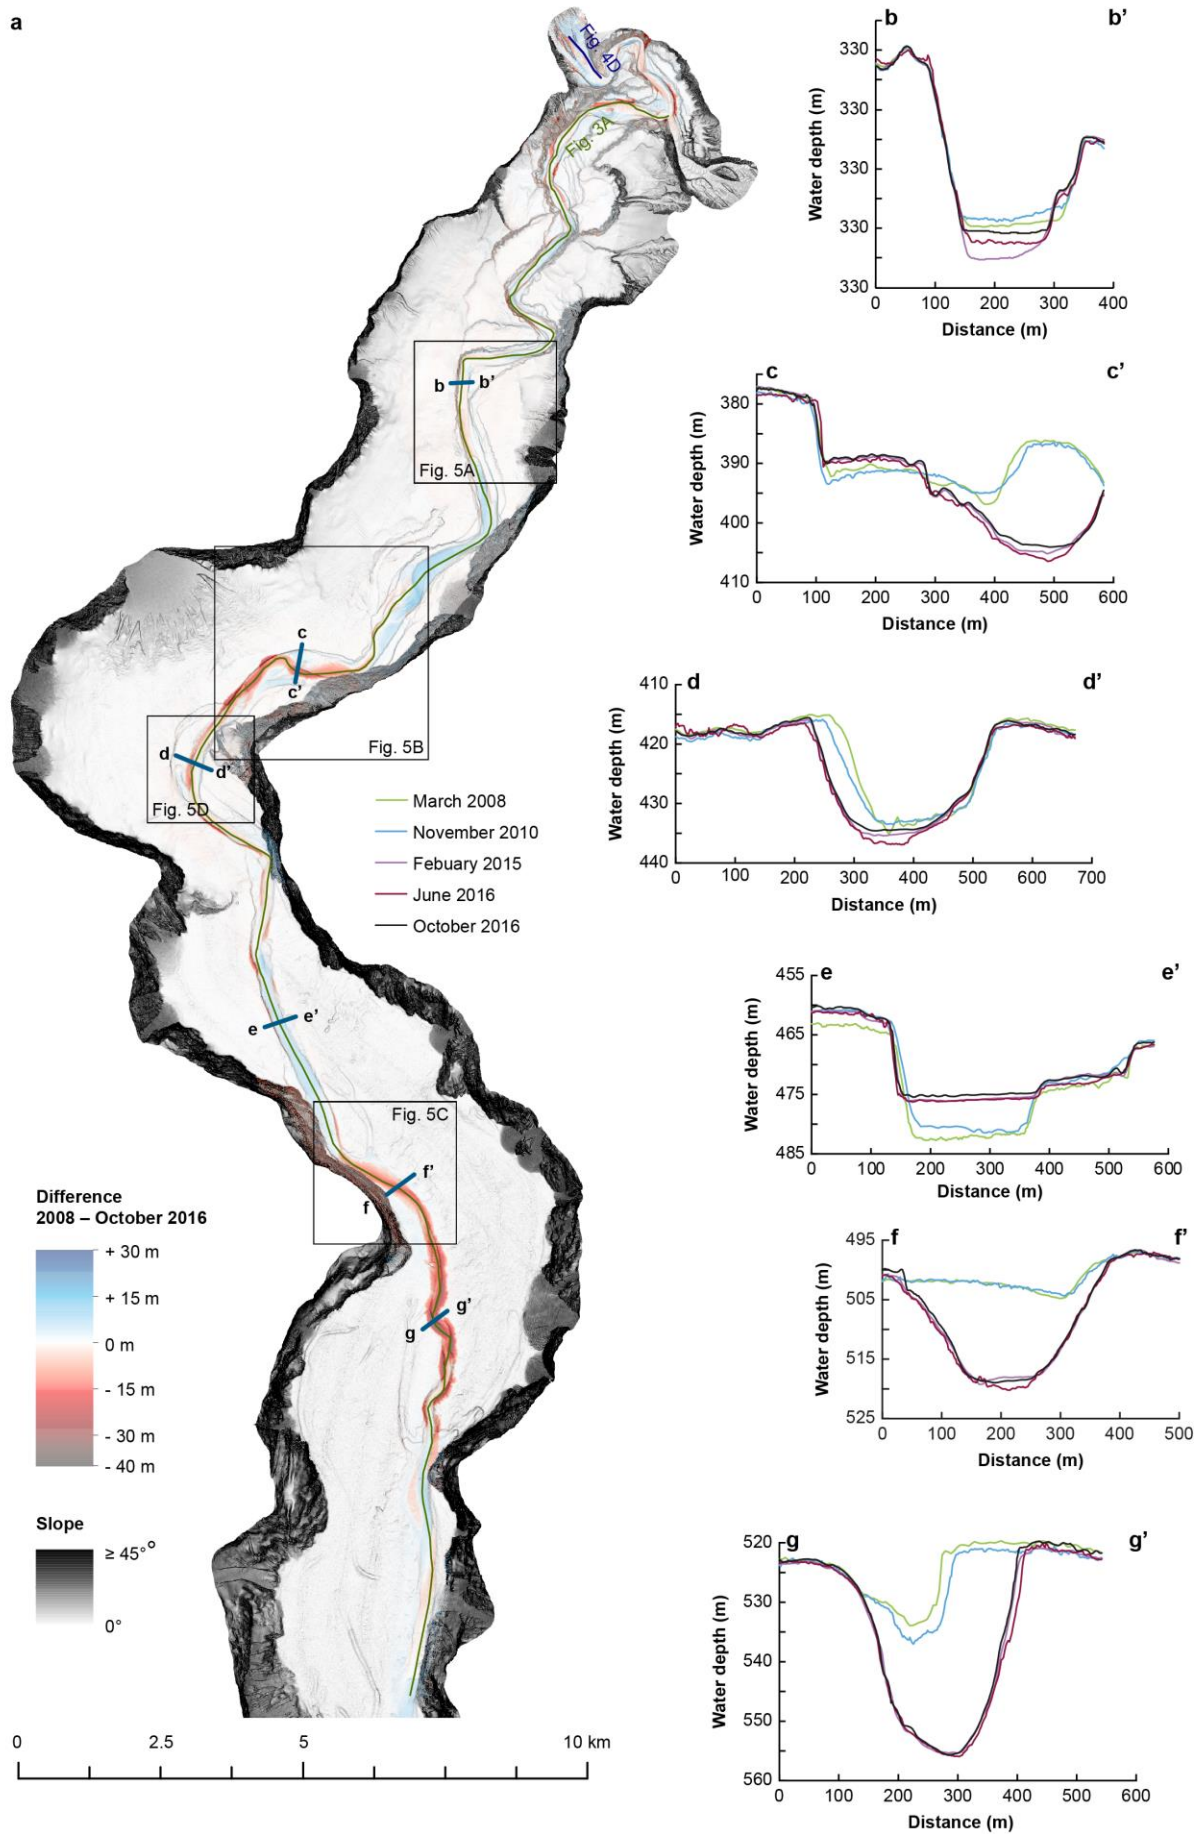 a
Fig. 4D
Fig. 3A
b
b’
Fig. 5A
c
c’
Fig. 5B
d
d’
Fig. 5D
e
e’
Fig. 5C
f’
f
g’
g
March 2008
November 2010
Febuary 2015
June 2016
October 2016
Difference
2008 – October 2016
+ 30 m
+ 15 m
0 m
- 15 m
- 30 m
- 40 m
Slope
≥ 45°°
0°
0
2.5
5
7.5
10 km
b
b’
Water depth (m)
330
330
330
330
330
0 100 200 300 400
Distance (m)
c
c’
Water depth (m)
380
390
400
410
0 100 200 300 400 500 600
Distance (m)
d
d’
Water depth (m)
410
420
430
440
0 100 200 300 400 500 600 700
Distance (m)
e
e’
Water depth (m)
455
465
475
485
0 100 200 300 400 500 600
Distance (m)
f
f’
Water depth (m)
495
505
515
525
0 100 200 300 400 500
Distance (m)
g
g’
Water depth (m)
520
530
540
550
560
0 100 200 300 400 500 600
Distance (m)